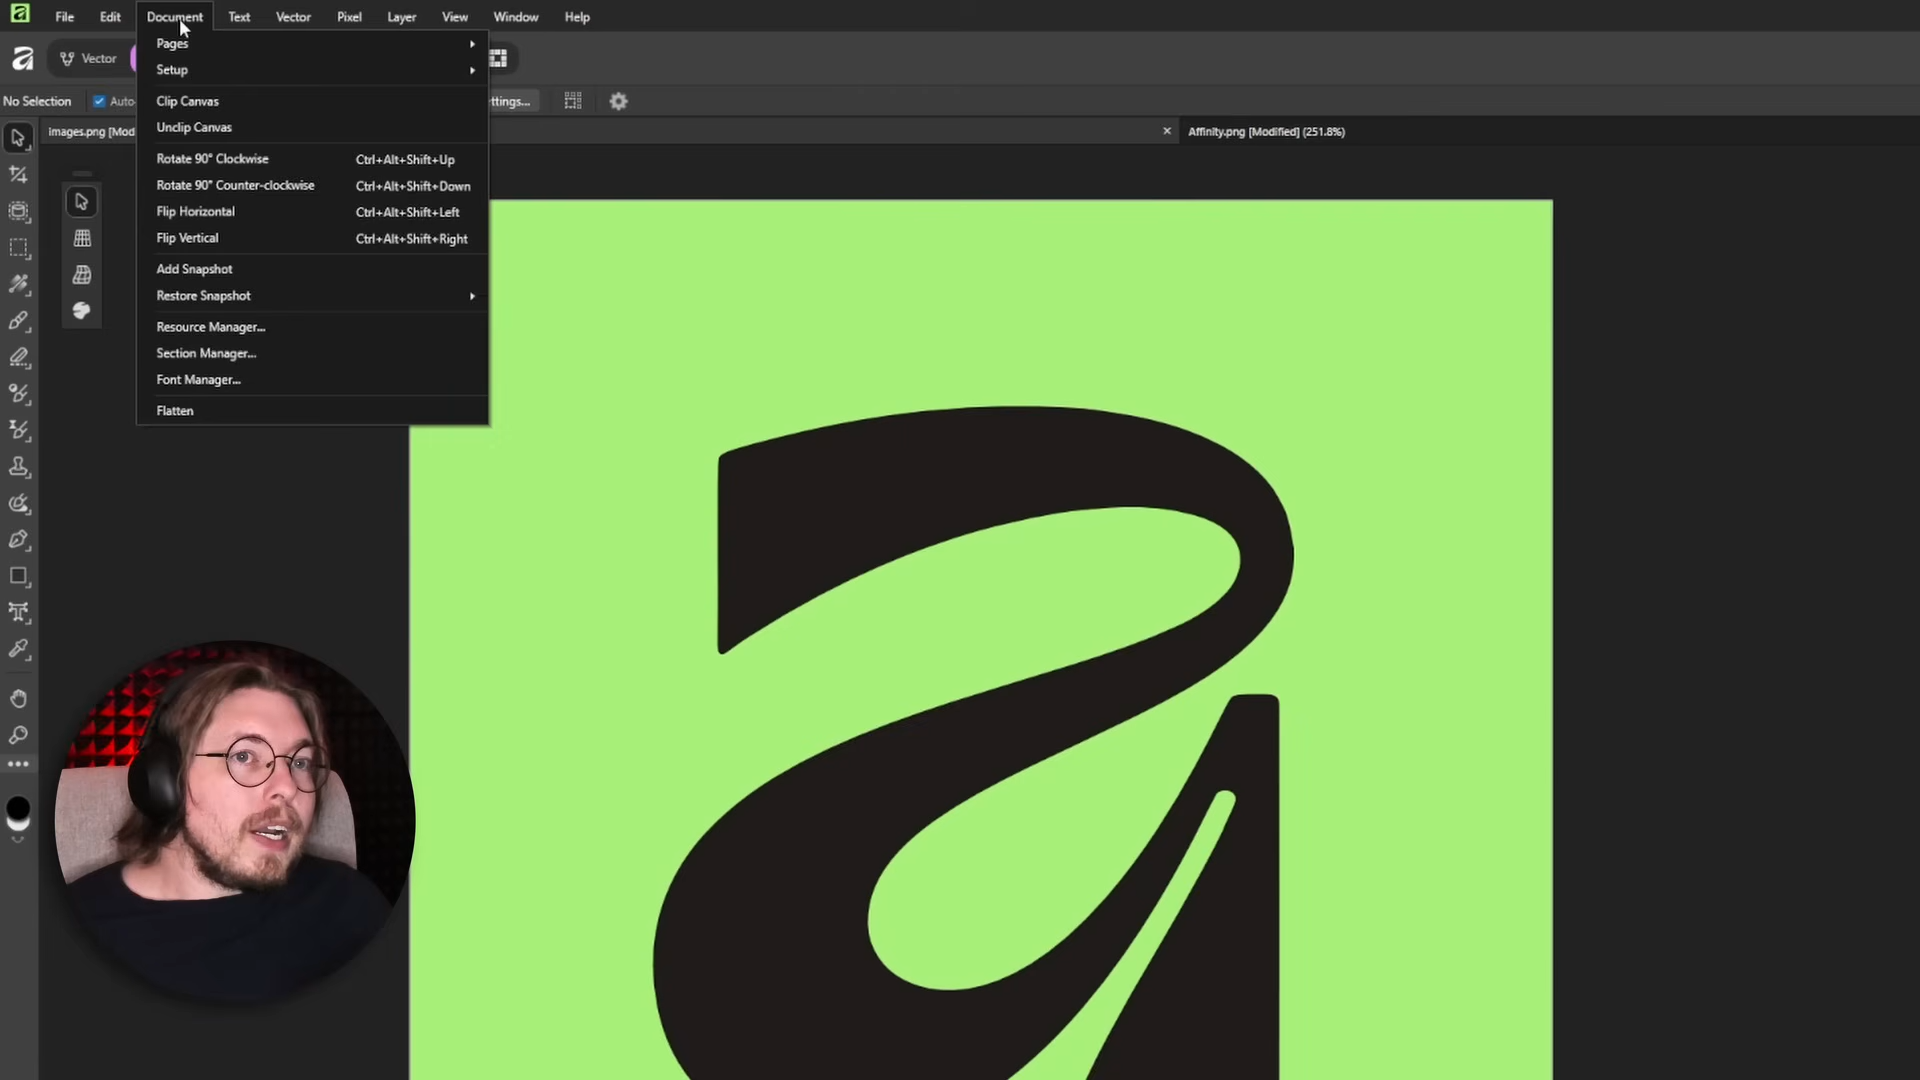 File Edit Document Text Vector Pixel Layer View Window Help
Vector
No Selection Auto- ttings...
images.png [Mod Affinity.png [Modified] (251.8%)
Pages
Setup
Clip Canvas
Unclip Canvas
Rotate 90° Clockwise Ctrl+Alt+Shift+Up
Rotate 90° Counter-clockwise Ctrl+Alt+Shift+Down
Flip Horizontal Ctrl+Alt+Shift+Left
Flip Vertical Ctrl+Alt+Shift+Right
Add Snapshot
Restore Snapshot
Resource Manager...
Section Manager...
Font Manager...
Flatten